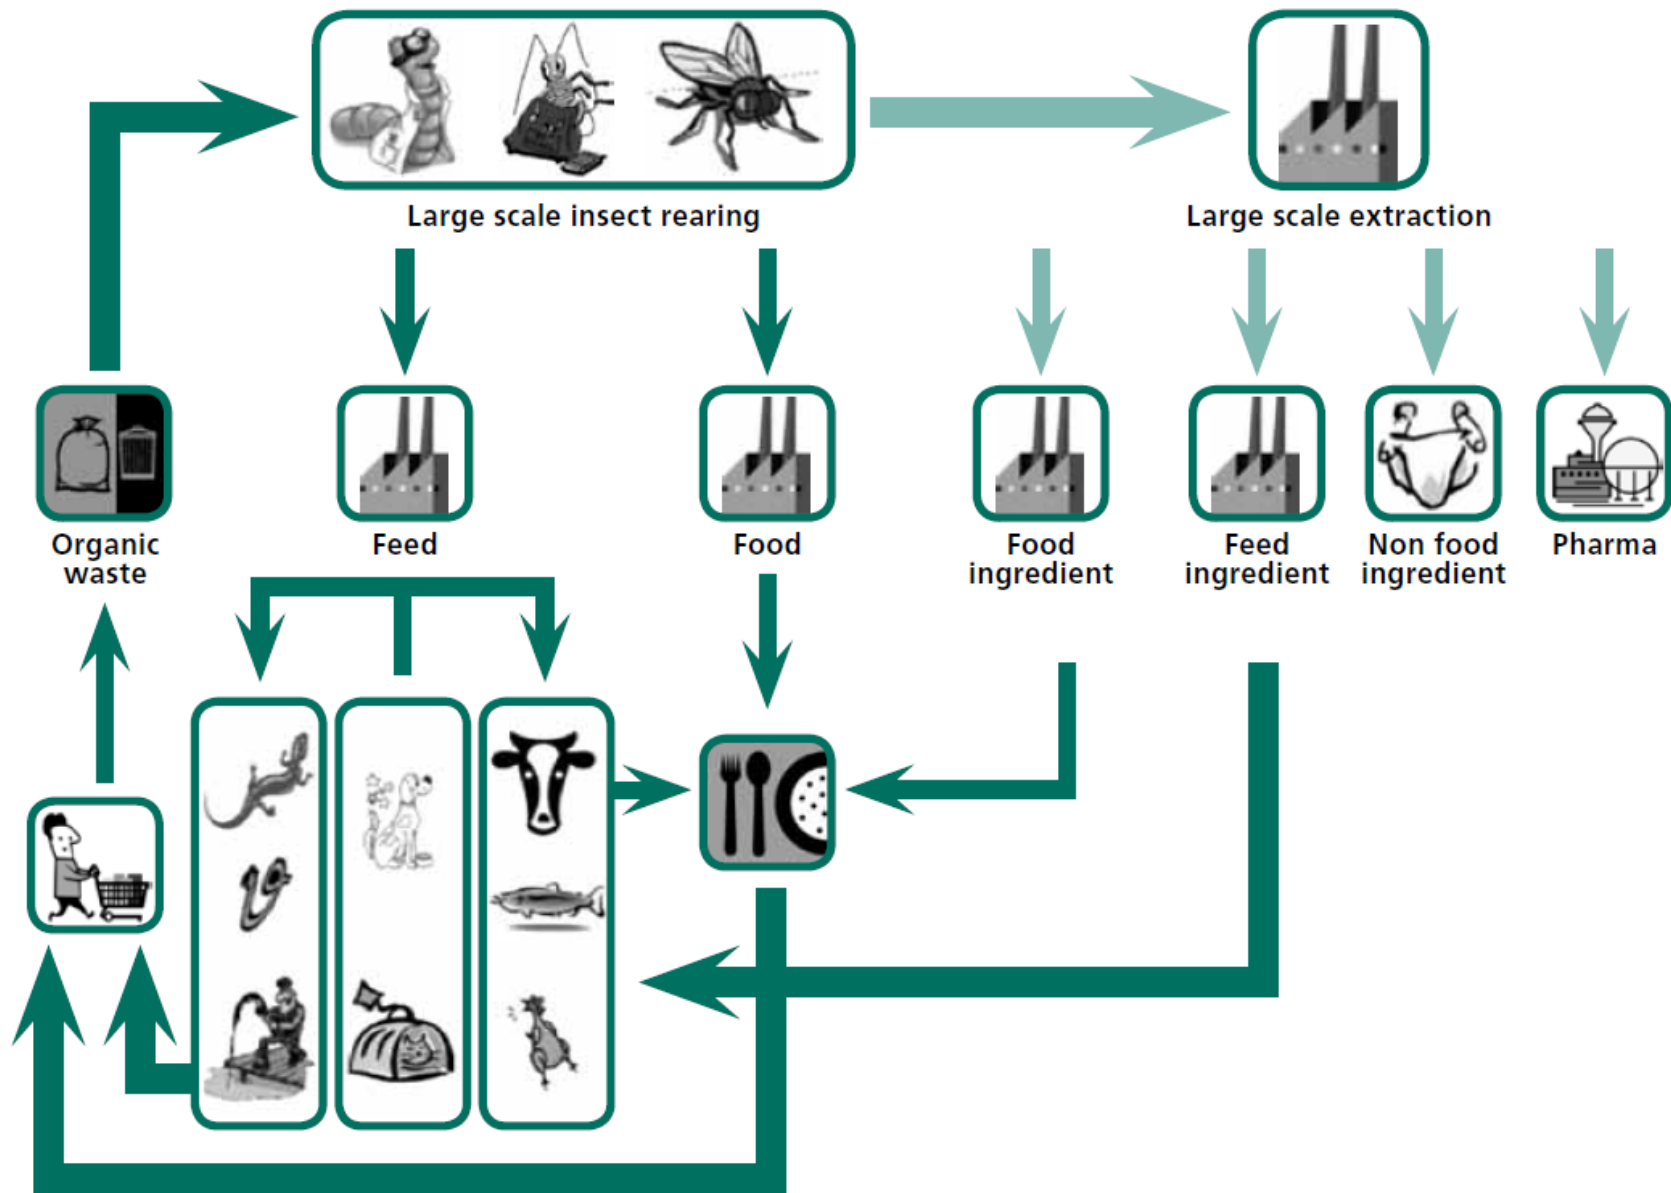 Large scale insect rearing
Large scale extraction
Organic
waste
Feed
Food
Food
ingredient
Feed
ingredient
Non food
ingredient
Pharma